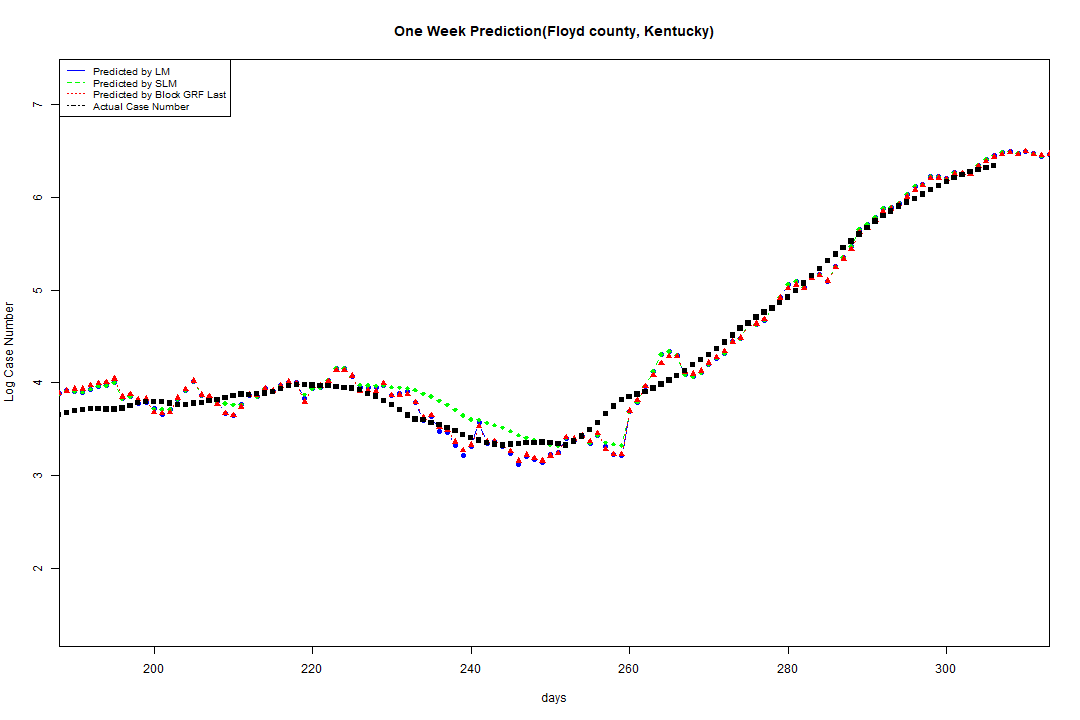 One Week Prediction(Floyd county, Kentucky)
Predicted by LM
Predicted by SLM
Predicted by Block GRF Last
Actual Case Number
7
6
5
4
3
2
Log Case Number
200 220 240 260 280 300
days